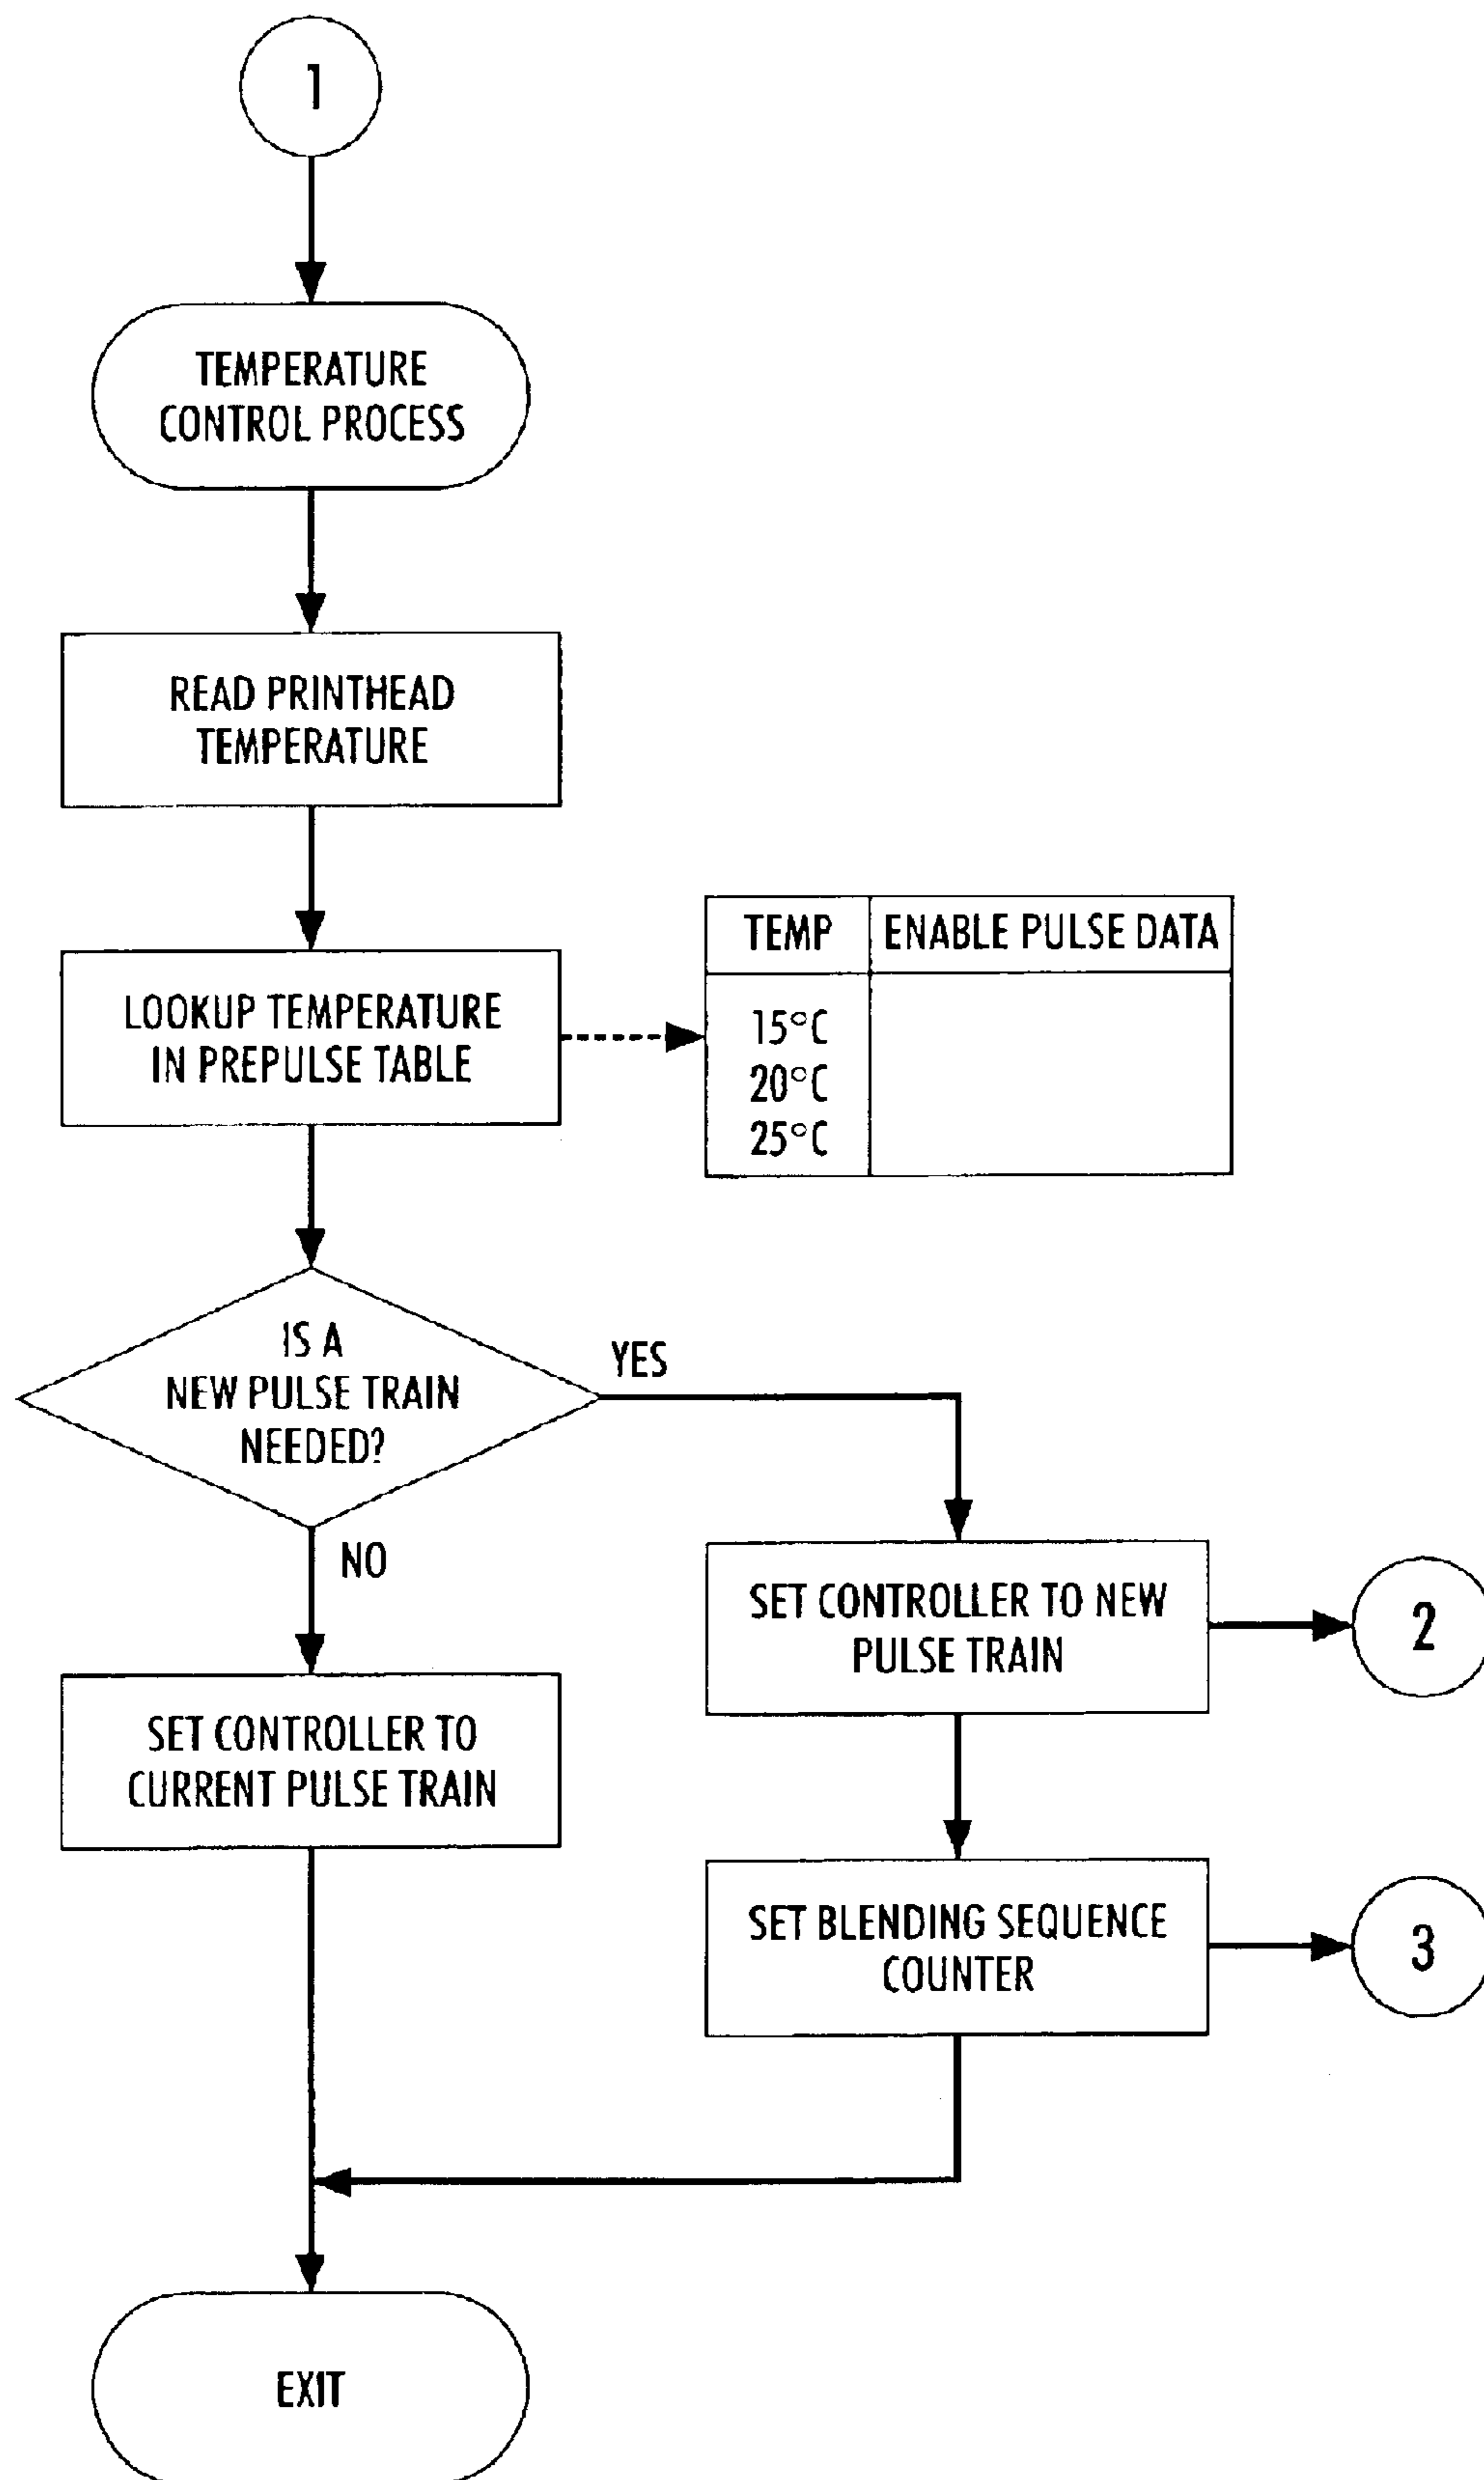 1
TEMPERATURE
CONTROL PROCESS
READ PRINTHEAD
TEMPERATURE
LOOKUP TEMPERATURE
IN PREPULSE TABLE
TEMP ENABLE PULSE DATA
15°C
20°C
25°C
IS A
NEW PULSE TRAIN
NEEDED?
YES
NO
SET CONTROLLER TO NEW
PULSE TRAIN
2
SET CONTROLLER TO
CURRENT PULSE TRAIN
SET BLENDING SEQUENCE
COUNTER
3
EXIT